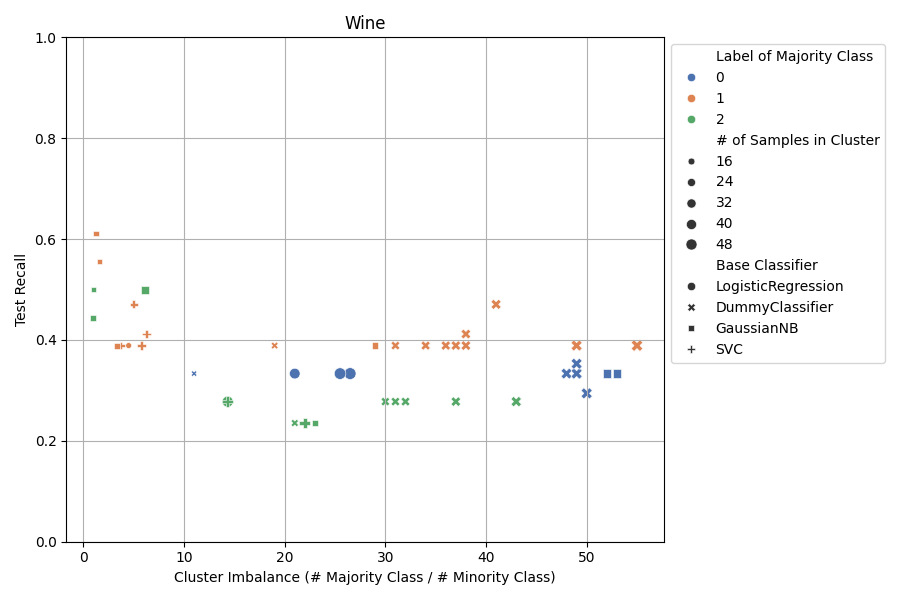 Wine
1.0
0.8
0.6
0.4
0.2
0.0
Test Recall
0
10
20
30
40
50
Cluster Imbalance (# Majority Class / # Minority Class)
Label of Majority Class
0
1
2
# of Samples in Cluster
16
24
32
40
48
Base Classifier
LogisticRegression
DummyClassifier
GaussianNB
SVC